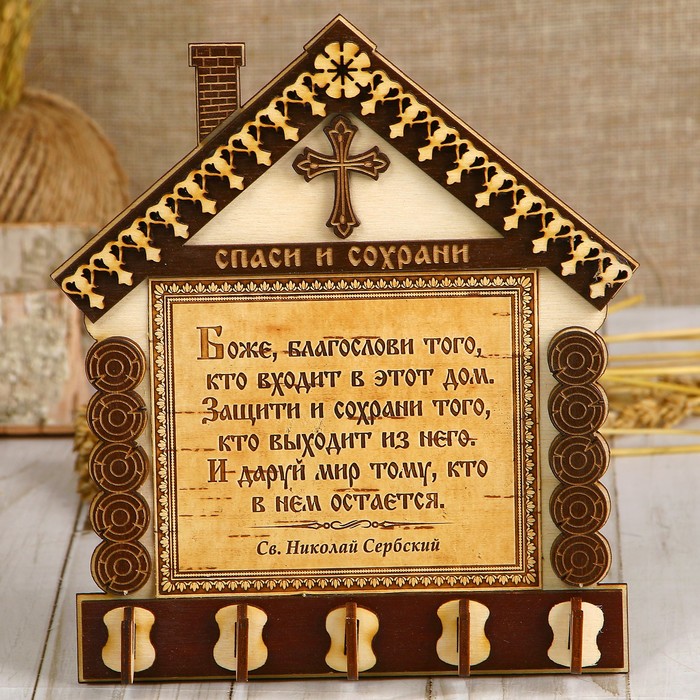 СПАСИ И СОХРАНИ
Боже, благослови того,
кто входит в этот дом.
Защити и сохрани того,
кто выходит из него.
И даруй мир тому, кто
в нем остается.
Св. Николай Сербский